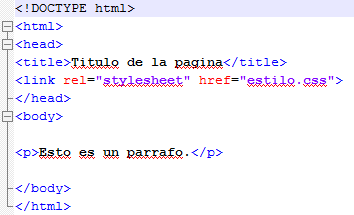 <!DOCTYPE html>
<html>
<head>
<title>Titulo de la pagina</title>
<link rel="stylesheet" href="estilo.css">
</head>
<body>
<p>Esto es un parrafo.</p>
</body>
</html>